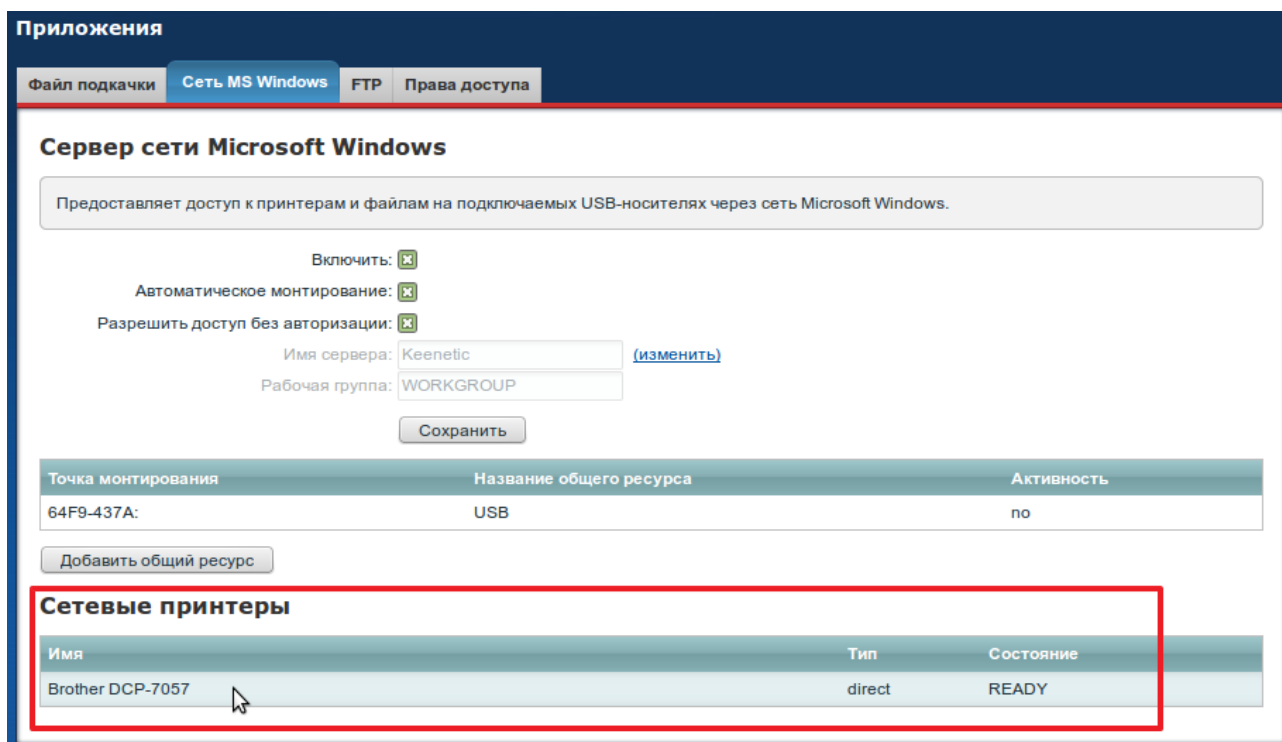 Приложения
Файл подкачки Сеть MS Windows FTP Права доступа
Сервер сети Microsoft Windows
Предоставляет доступ к принтерам и файлам на подключаемых USB-носителях через сеть Microsoft Windows.
Включить:
Автоматическое монтирование:
Разрешить доступ без авторизации:
Имя сервера: Keenetic (изменить)
Рабочая группа: WORKGROUP
Сохранить
Точка монтирования Название общего ресурса Активность
64F9-437A: USB no
Добавить общий ресурс
Сетевые принтеры
Имя Тип Состояние
Brother DCP-7057 direct READY